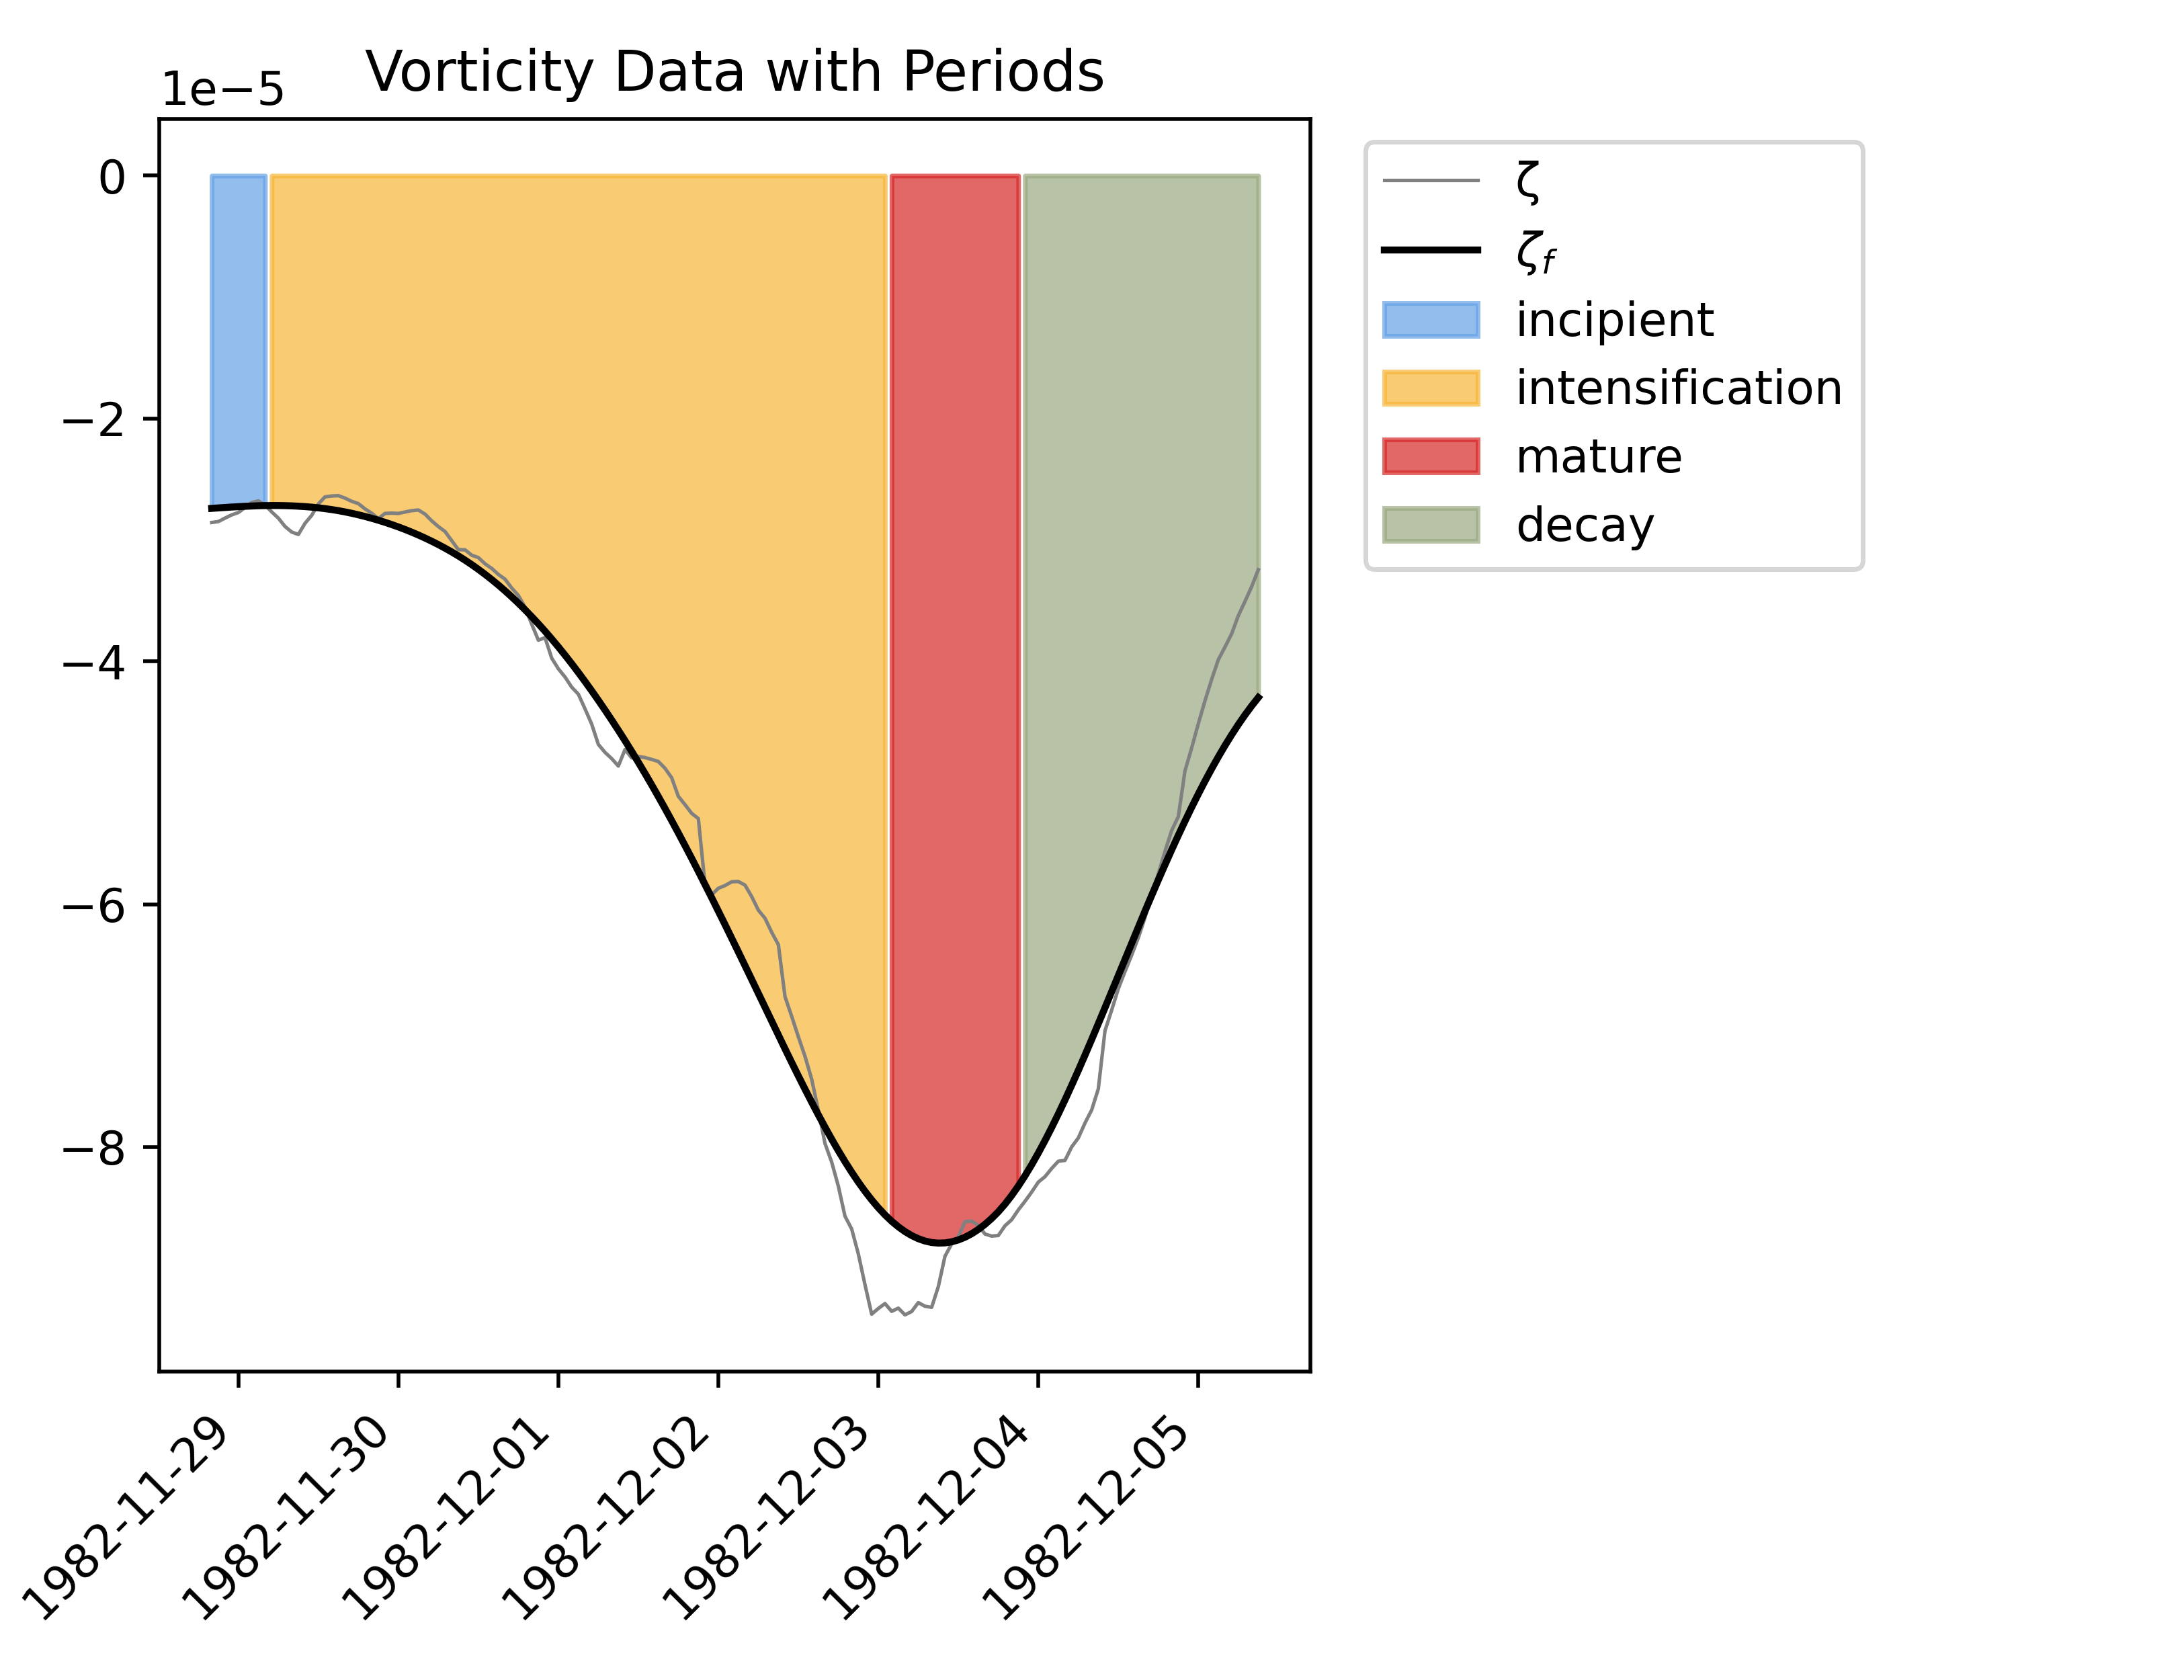 Vorticity Data with Periods
1e−5
0
−2
−4
−6
−8
1982-11-29
1982-11-30
1982-12-01
1982-12-02
1982-12-03
1982-12-04
1982-12-05
ζ
ζf
incipient
intensification
mature
decay